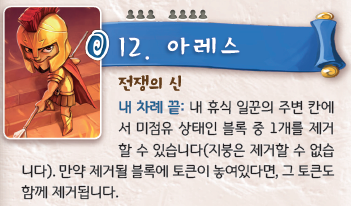 12. 아레스
전쟁의 신
내 차례 끝: 내 휴식 일꾼의 주변 칸에
서 미점유 상태인 블록 중 1개를 제거
할 수 있습니다(지붕은 제거할 수 없습
니다). 만약 제거될 블록에 토큰이 놓여있다면, 그 토큰도
함께 제거됩니다.